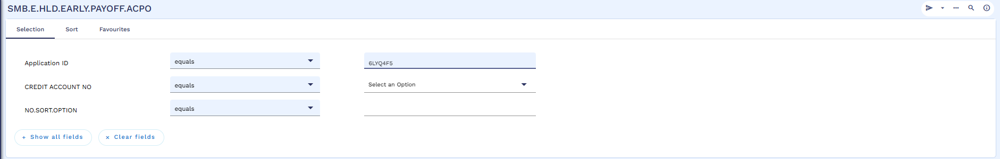 SMB.E.HLD.EARLY.PAYOFF.ACPO
Selection Sort Favourites
Application ID equals 6LYQ4F5
CREDIT ACCOUNT NO equals Select an Option
NO.SORT.OPTION equals
+ Show all fields × Clear fields